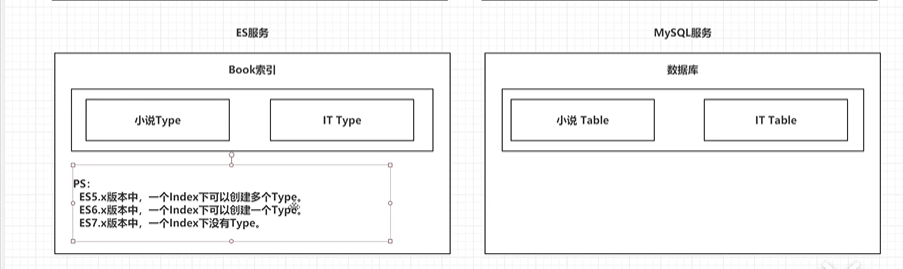 ES服务
Book索引
小说Type
IT Type
PS：
ES5.x版本中，一个Index下可以创建多个Type。
ES6.x版本中，一个Index下可以创建一个Type。
ES7.x版本中，一个Index下没有Type。
MySQL服务
数据库
小说 Table
IT Table